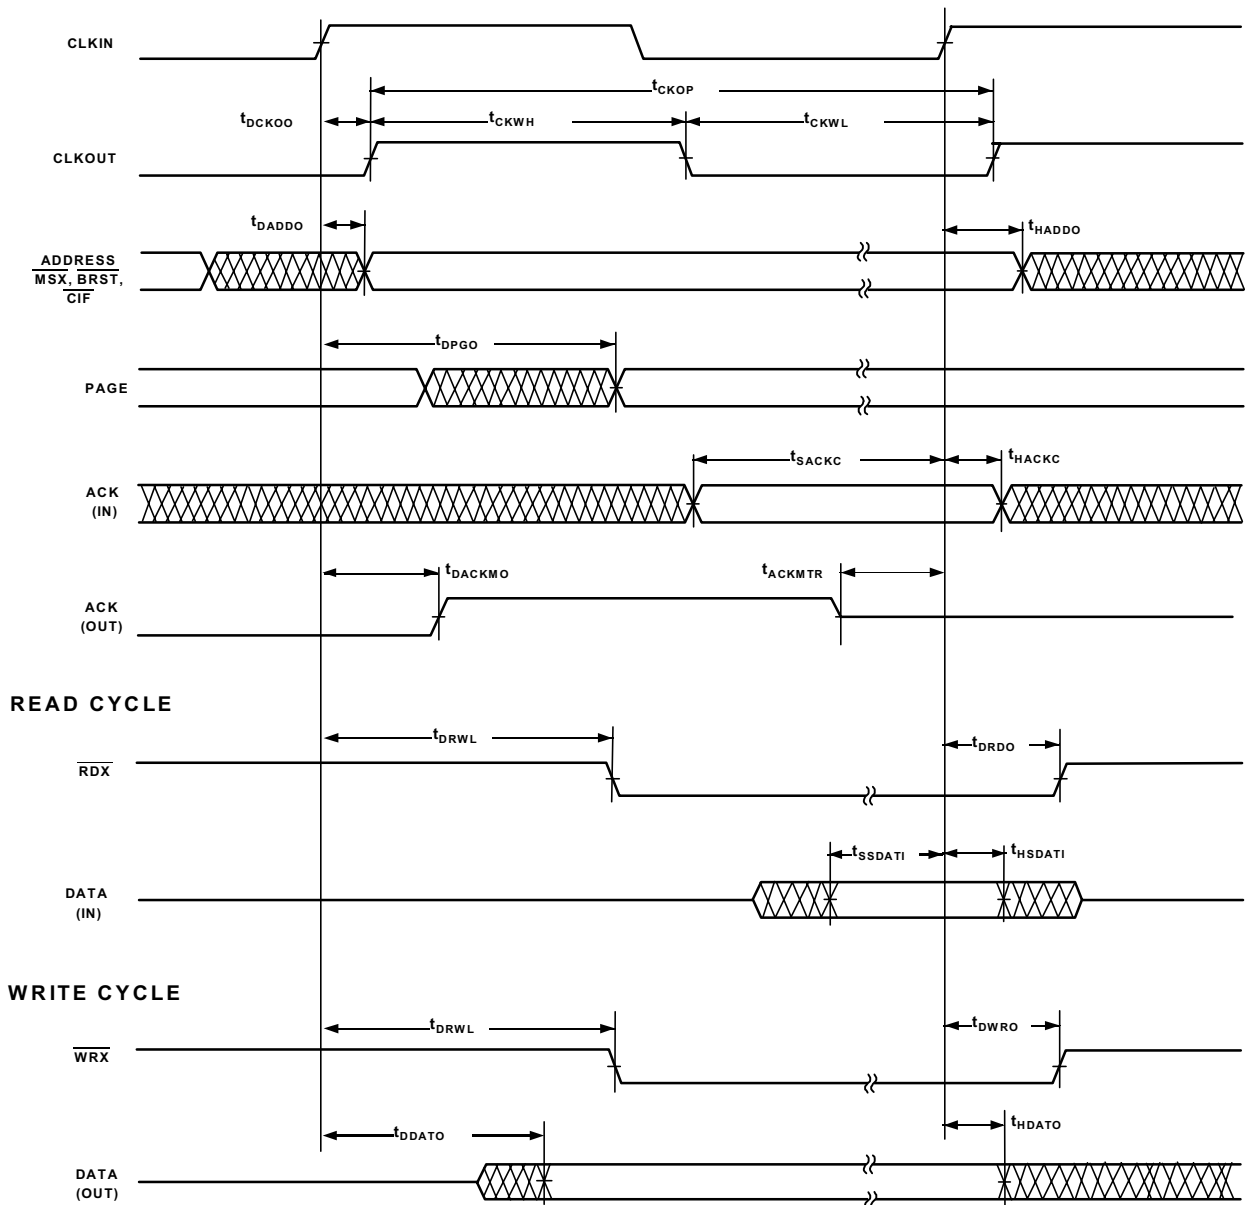 CLKIN
tCKOP
tDCKOO
tCKWH
tCKWL
CLKOUT
tDADDO
tHADDO
ADDRESS
MSX, BRST,
CIF
tDPGO
PAGE
tSACKC
tHACKC
ACK
(IN)
tDACKMO
tACKMTR
ACK
(OUT)
READ CYCLE
tDRWL
tDRDO
RDX
tSSDATI
tHSDATI
DATA
(IN)
WRITE CYCLE
tDRWL
tDWRO
WRX
tDDATO
tHDATO
DATA
(OUT)